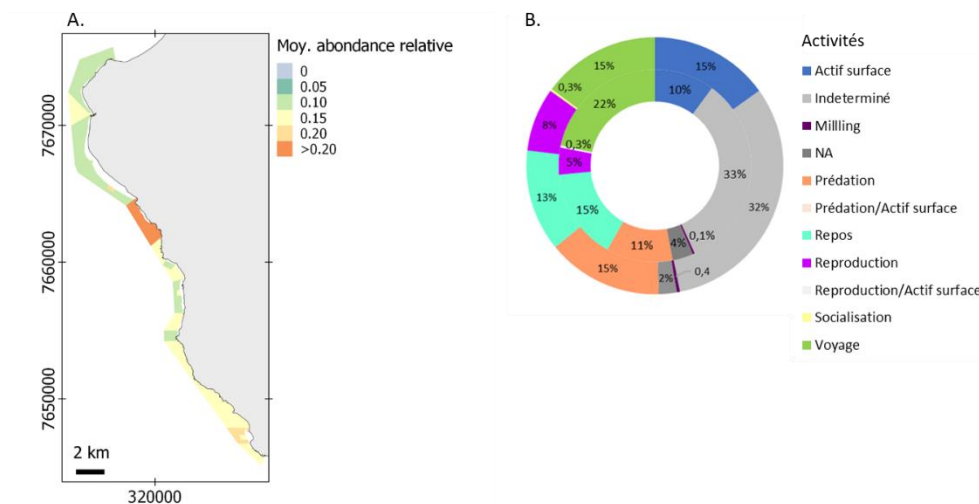 A.
Moy. abondance relative
0
0.05
0.10
0.15
0.20
>0.20
7670000
7660000
7650000
2 km
320000
B.
15%
15%
0,3%
10%
22%
8%
0,3%
5%
33%
32%
13%
15%
11%
4%
0,1%
15%
2%
0,4
Activités
Actif surface
Indeterminé
Millling
NA
Prédation
Prédation/Actif surface
Repos
Reproduction
Reproduction/Actif surface
Socialisation
Voyage